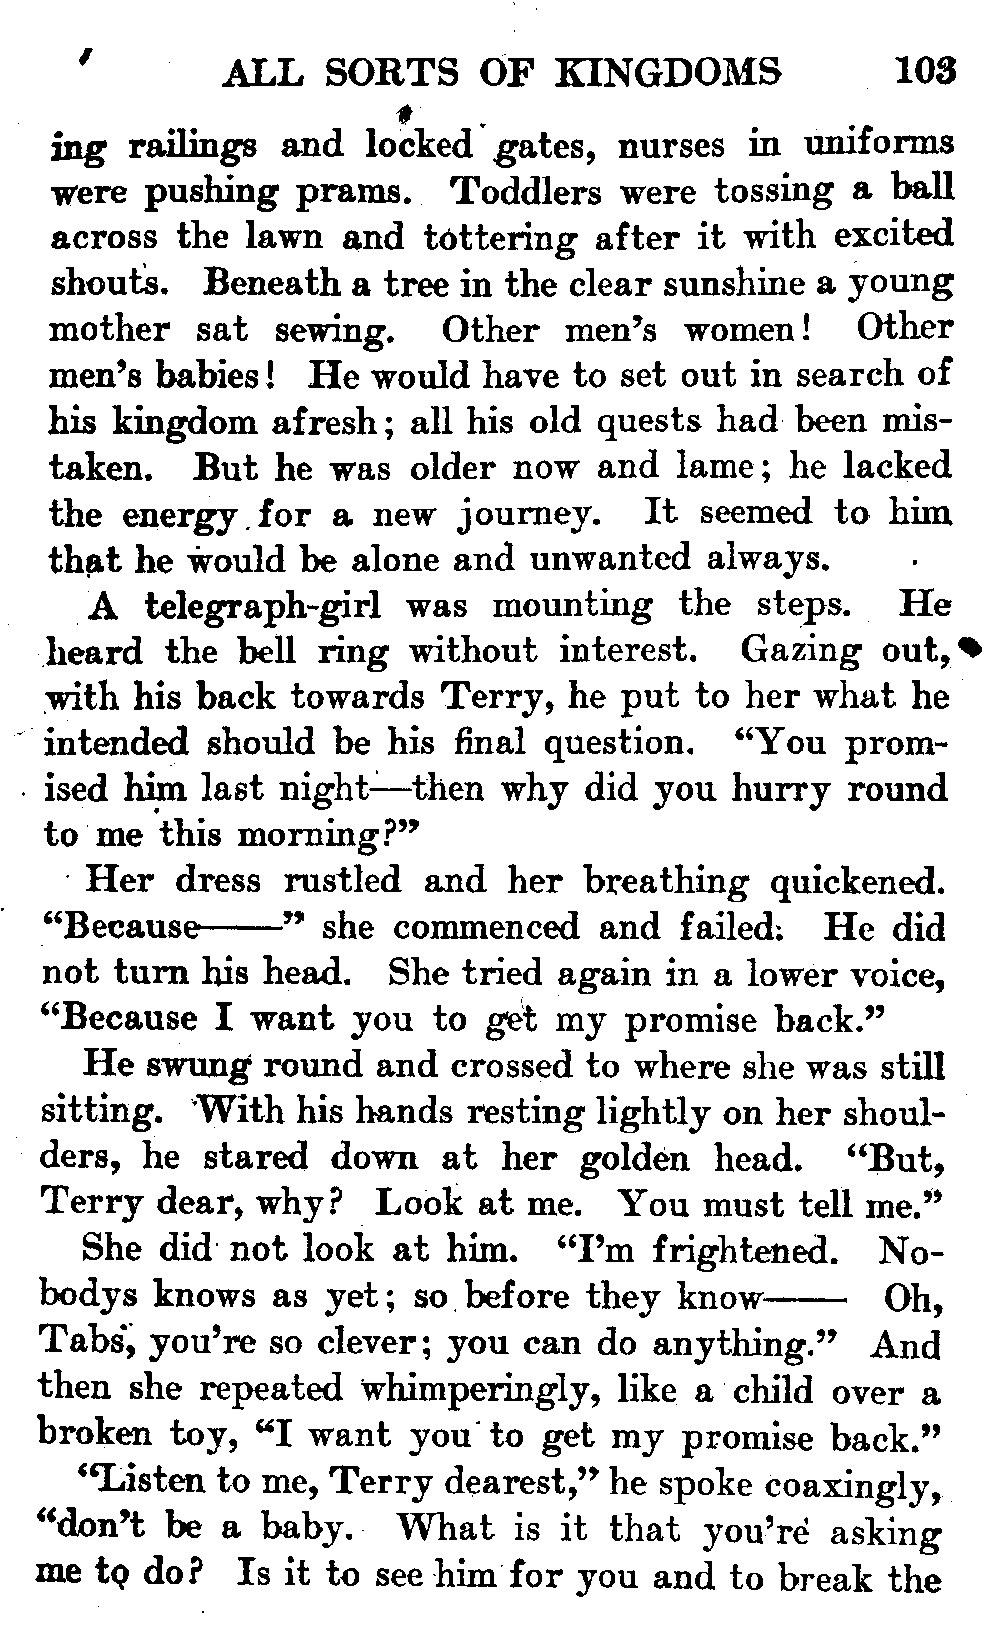 ALL SORTS OF KINGDOMS 103
ing railings and locked gates, nurses in uniforms
were pushing prams. Toddlers were tossing a ball
across the lawn and tottering after it with excited
shouts. Beneath a tree in the clear sunshine a young
mother sat sewing. Other men's women! Other
men's babies! He would have to set out in search of
his kingdom afresh; all his old quests had been mis-
taken. But he was older now and lame; he lacked
the energy for a new journey. It seemed to him
that he would be alone and unwanted always.
A telegraph-girl was mounting the steps. He
heard the bell ring without interest. Gazing out,
with his back towards Terry, he put to her what he
intended should be his final question. "You prom-
ised him last night—then why did you hurry round
to me this morning?"
Her dress rustled and her breathing quickened.
"Because——" she commenced and failed. He did
not turn his head. She tried again in a lower voice,
"Because I want you to get my promise back."
He swung round and crossed to where she was still
sitting. With his hands resting lightly on her shoul-
ders, he stared down at her golden head. "But,
Terry dear, why? Look at me. You must tell me."
She did not look at him. "I'm frightened. No-
bodys knows as yet; so before they know—— Oh,
Tabs, you're so clever; you can do anything." And
then she repeated whimperingly, like a child over a
broken toy, "I want you to get my promise back."
"Listen to me, Terry dearest," he spoke coaxingly,
"don't be a baby. What is it that you're asking
me to do? Is it to see him for you and to break the